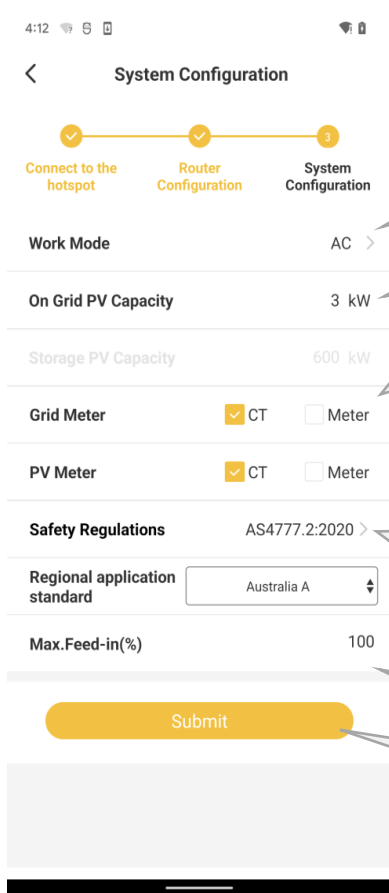 4:12
System Configuration
3
Connect to the
hotspot
Router
Configuration
System
Configuration
Work Mode AC >
On Grid PV Capacity 3 kW
Storage PV Capacity 600 kW
Grid Meter CT Meter
PV Meter CT Meter
Safety Regulations AS4777.2:2020 >
Regional application
standard
Australia A
Max.Feed-in(%) 100
Submit